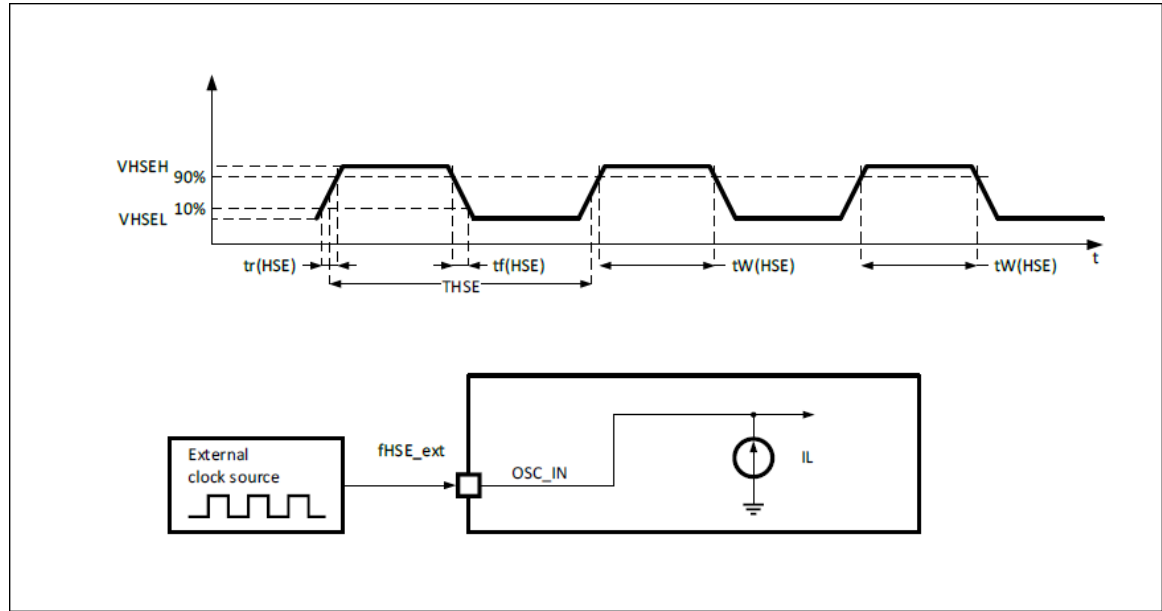 VHSEH
90%
10%
VHSEL
t
tr(HSE)
tf(HSE)
tW(HSE)
tW(HSE)
THSE
External
clock source
fHSE_ext
OSC_IN
IL